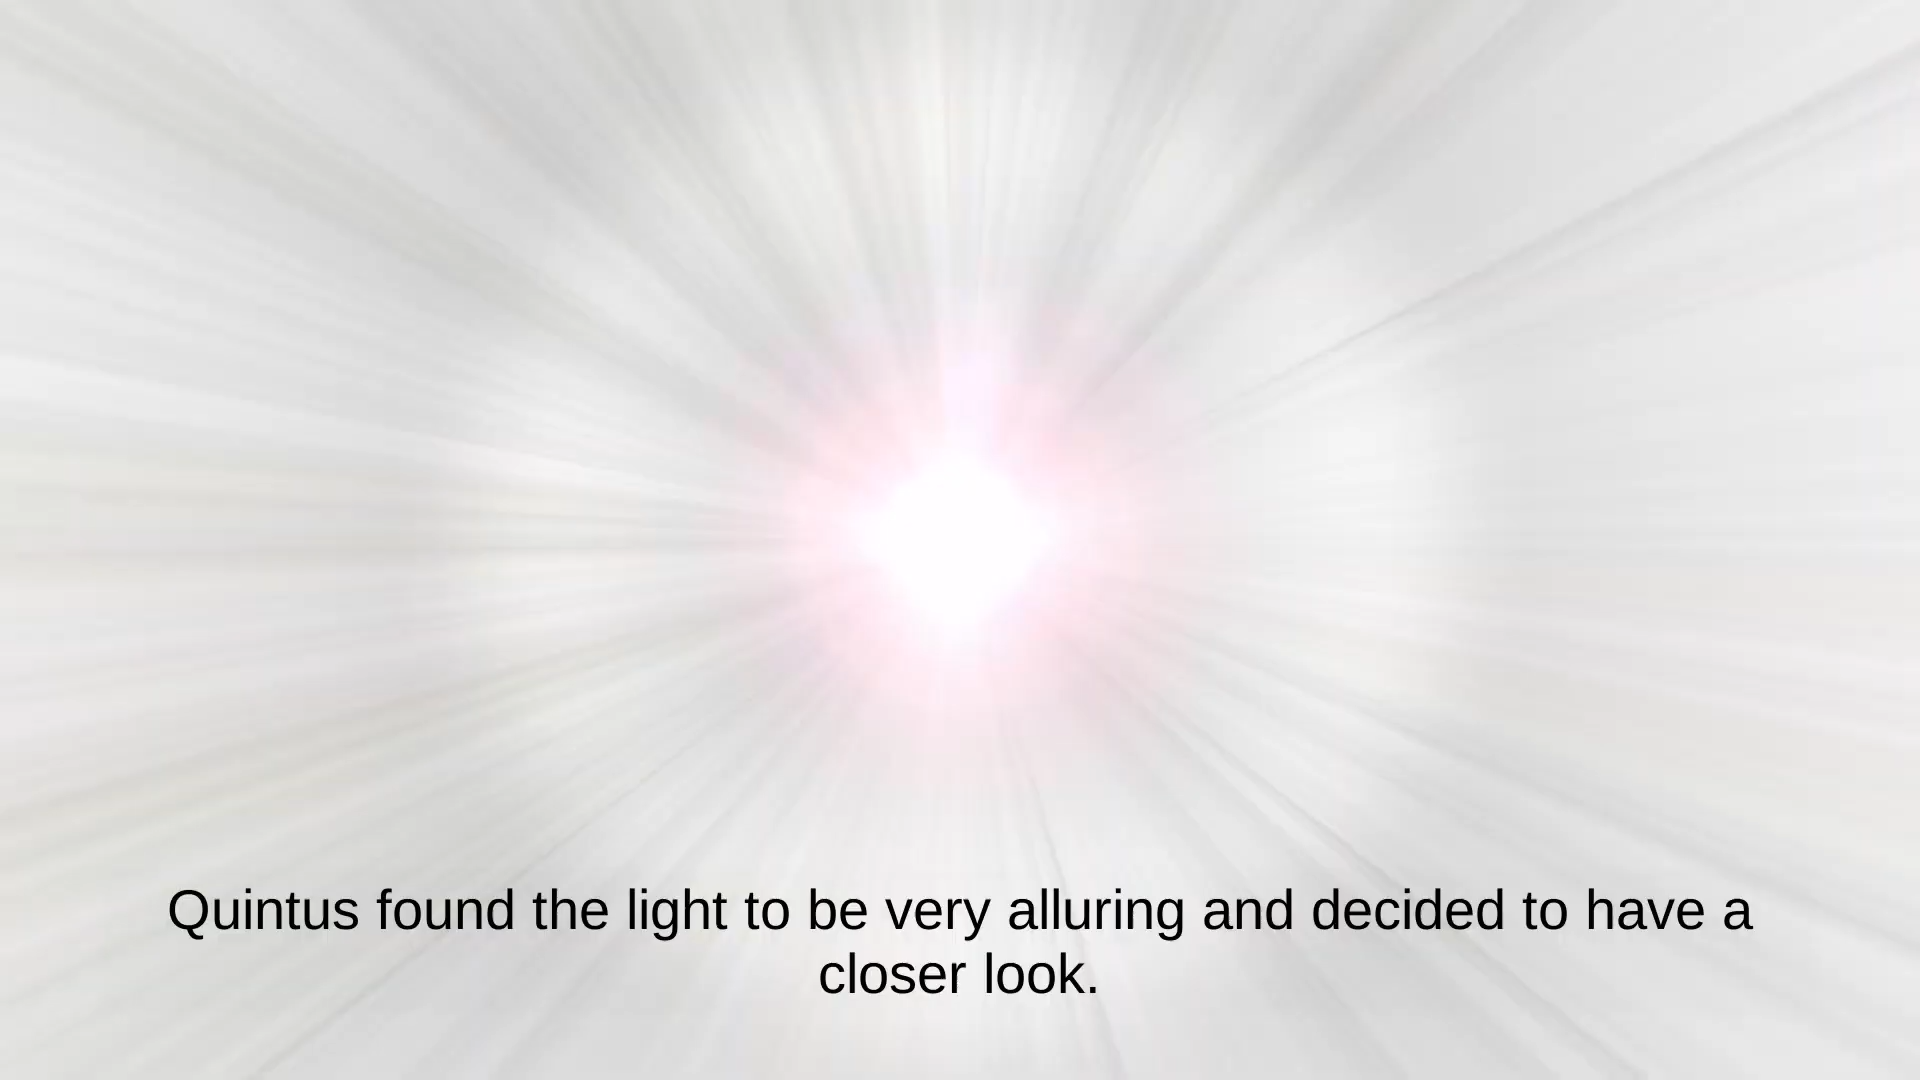 Quintus found the light to be very alluring and decided to have a
closer look.